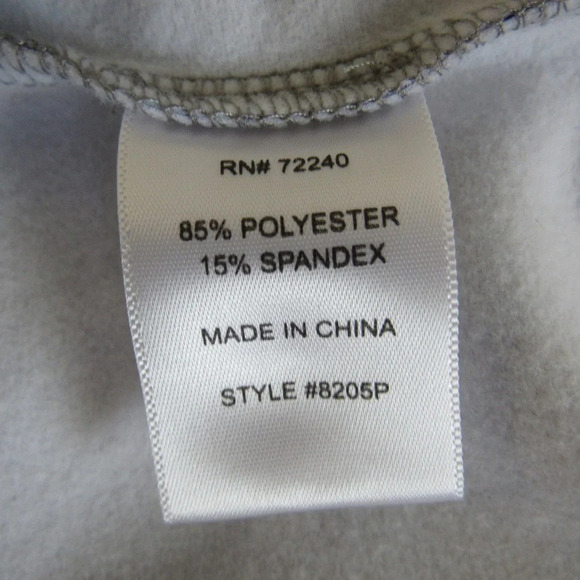 RN# 72240
85% POLYESTER
15% SPANDEX
MADE IN CHINA
STYLE #8205P